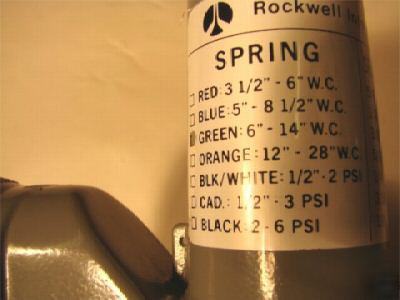 Rockwell
SPRING
RED: 3 1/2" - 6" W.C.
BLUE: 5" - 8 1/2" W.C.
GREEN: 6" - 14" W.C.
ORANGE: 12" - 28" W.C.
BLK/WHITE: 1/2" - 2 PSI
CAD.: 1/2" - 3 PSI
BLACK: 2 - 6 PSI